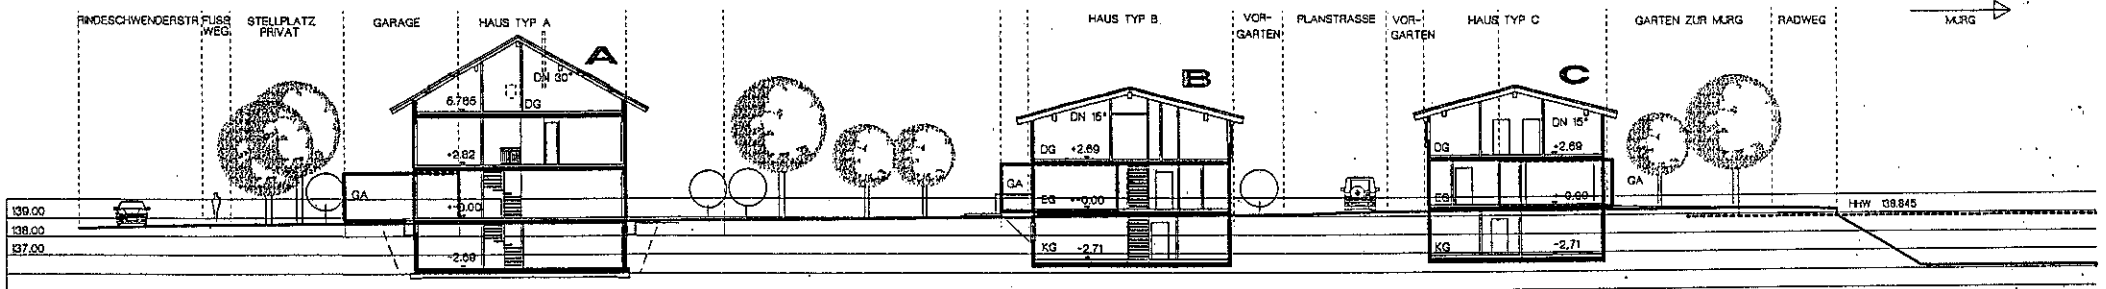 RINDESCHWENDERSTR.
FUSS
WEG
STELLPLATZ
PRIVAT
GARAGE
HAUS TYP A
HAUS TYP B
VOR-
GARTEN
PLANSTRASSE
VOR-
GARTEN
HAUS TYP C
GARTEN ZUR MURG
RADWEG
MURG
A
B
C
DN 30°
5.765
DG
+2.82
GA
+-0.00
-2.69
DN 15°
DG
+2.69
GA
EG
+-0.00
KG
-2.71
DN 15°
DG
+2.69
GA
EG
KG
-2.71
HHW 138.845
139.00
138.00
137.00